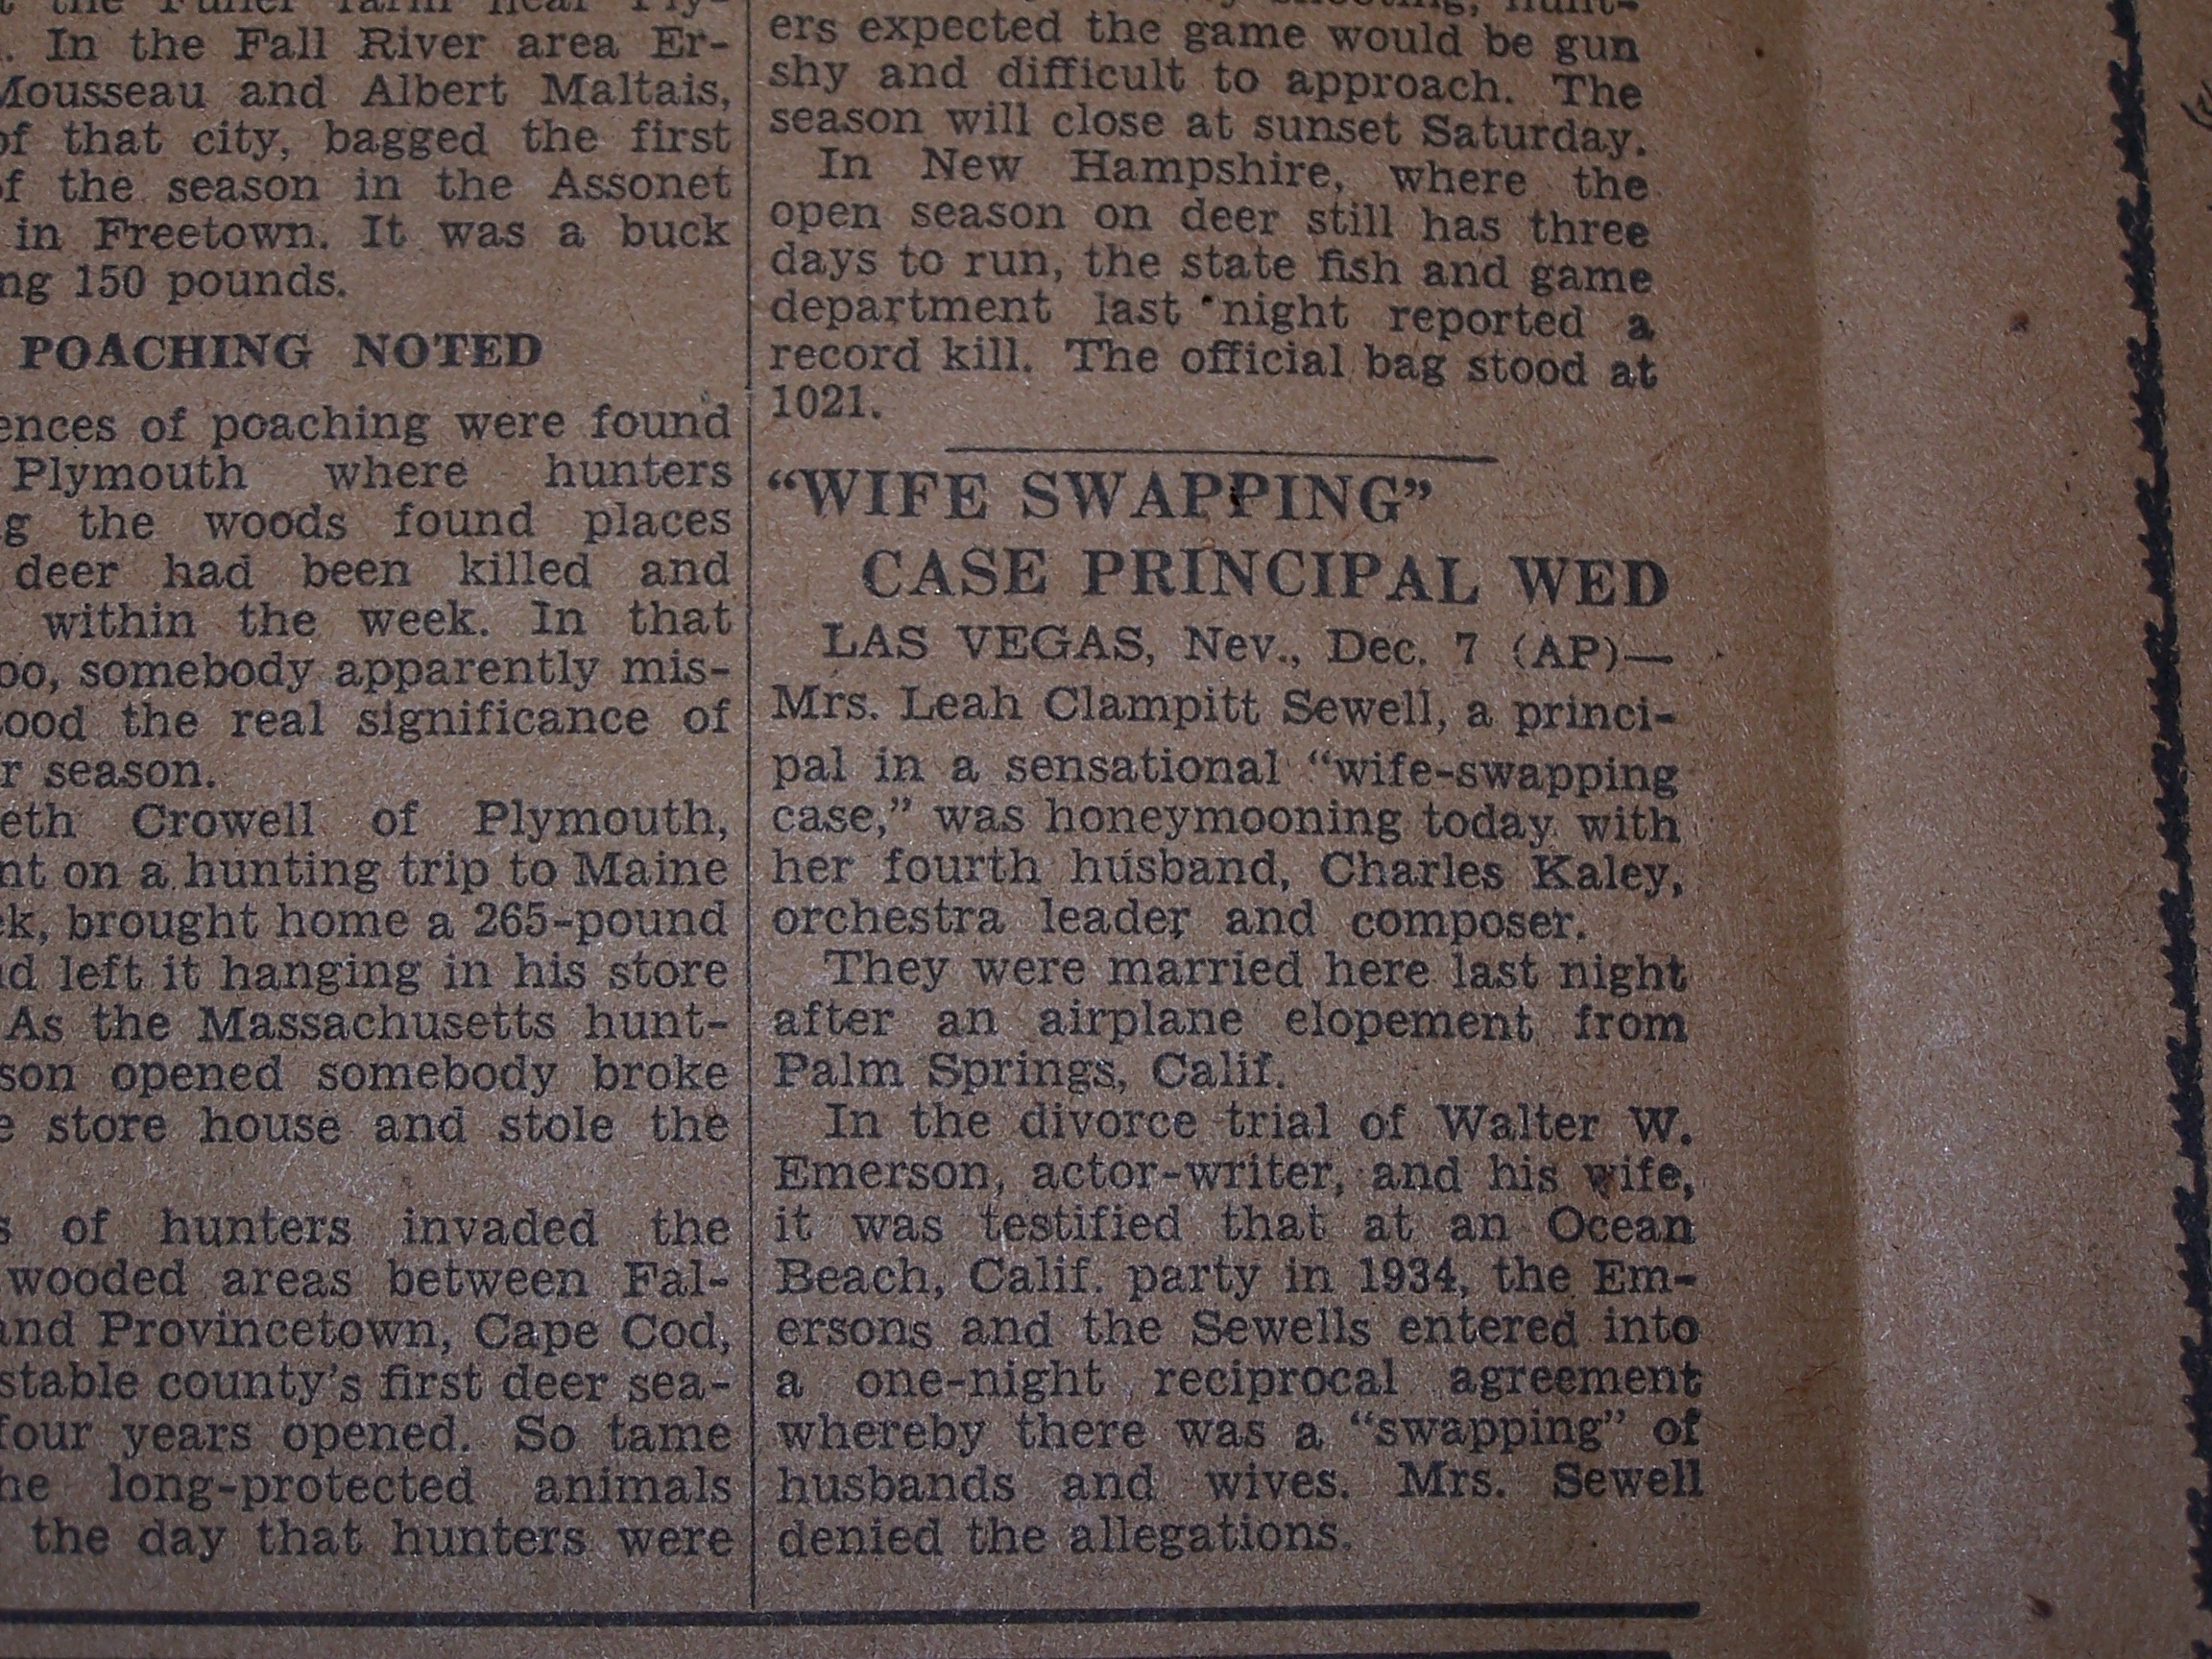 In the Fall River area Er-
Mousseau and Albert Maltais,
of that city, bagged the first
of the season in the Assonet
in Freetown. It was a buck
ng 150 pounds.
POACHING NOTED
ences of poaching were found
Plymouth where hunters
g the woods found places
deer had been killed and
within the week. In that
oo, somebody apparently mis-
tood the real significance of
r season.
eth Crowell of Plymouth,
nt on a hunting trip to Maine
ek, brought home a 265-pound
nd left it hanging in his store
As the Massachusetts hunt-
son opened somebody broke
e store house and stole the
s of hunters invaded the
wooded areas between Fal-
and Provincetown, Cape Cod,
stable county's first deer sea-
four years opened. So tame
he long-protected animals
the day that hunters were
ers expected the game would be gun
shy and difficult to approach. The
season will close at sunset Saturday.
In New Hampshire, where the
open season on deer still has three
days to run, the state fish and game
department last night reported a
record kill. The official bag stood at
1021.
“WIFE SWAPPING”
CASE PRINCIPAL WED
LAS VEGAS, Nev., Dec. 7 (AP)—
Mrs. Leah Clampitt Sewell, a princi-
pal in a sensational “wife-swapping
case,” was honeymooning today with
her fourth husband, Charles Kaley,
orchestra leader and composer.
They were married here last night
after an airplane elopement from
Palm Springs, Calif.
In the divorce trial of Walter W.
Emerson, actor-writer, and his wife,
it was testified that at an Ocean
Beach, Calif. party in 1934, the Em-
ersons and the Sewells entered into
a one-night reciprocal agreement
whereby there was a “swapping” of
husbands and wives. Mrs. Sewell
denied the allegations.